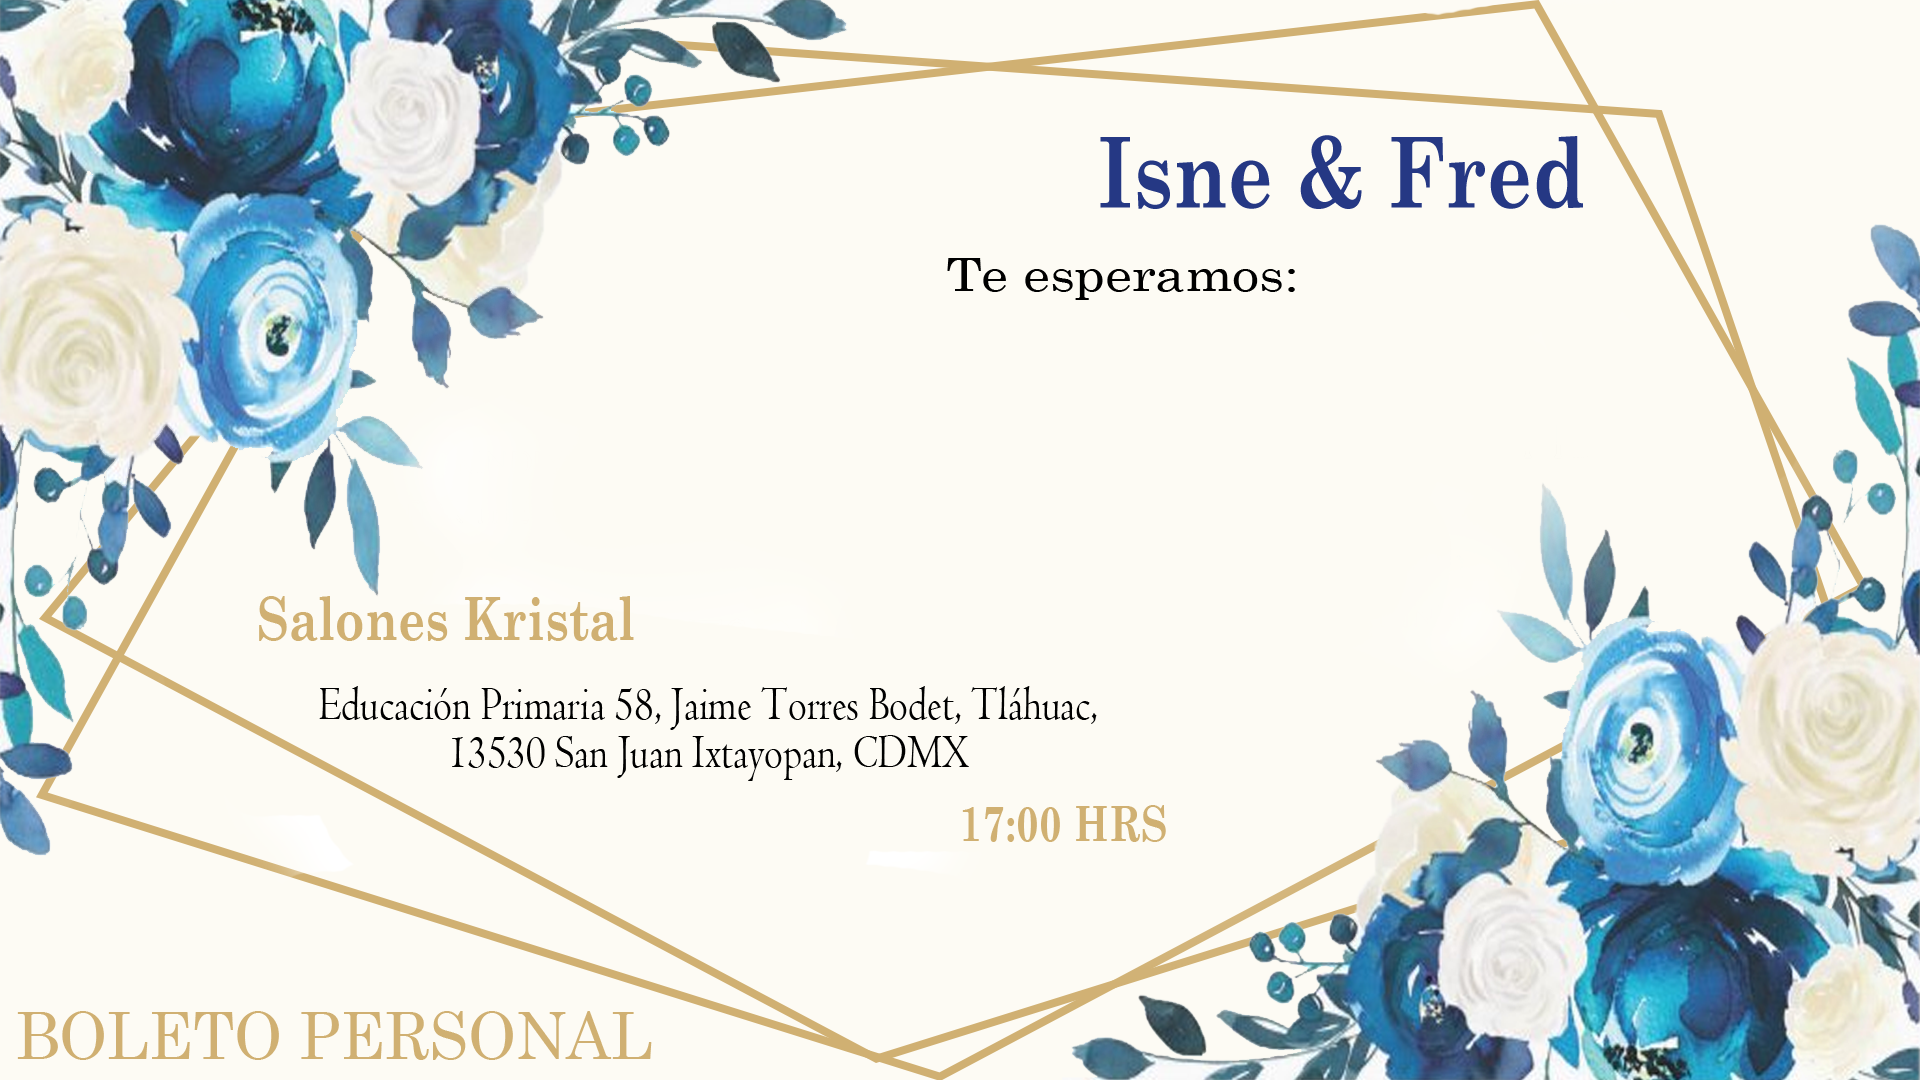 Isne & Fred
Te esperamos:
Salones Kristal
Educación Primaria 58, Jaime Torres Bodet, Tláhuac,
13530 San Juan Ixtayopan, CDMX
17:00 HRS
BOLETO PERSONAL